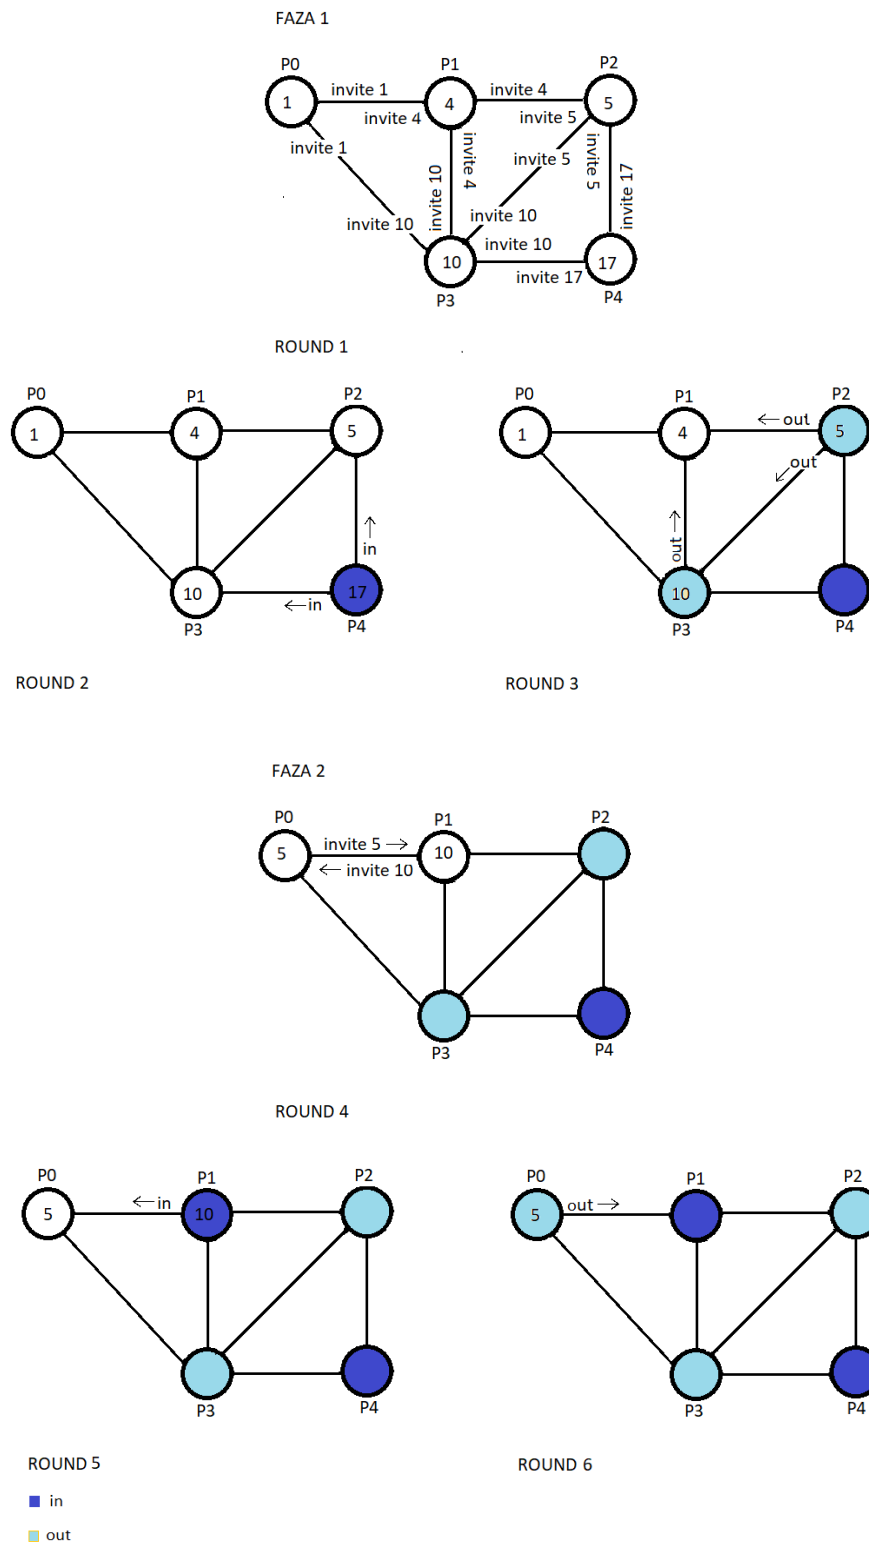 FAZA 1
P0
P1
P2
1
invite 1
invite 4
4
invite 4
invite 5
5
invite 1
invite 10
invite 4
invite 5
invite 5
invite 17
invite 10
invite 10
invite 10
10
invite 17
17
P3
P4
ROUND 1
P0
P1
P2
1
4
5
in
10
in
17
P3
P4
P0
P1
P2
1
4
out
5
out
out
10
P3
P4
ROUND 2
ROUND 3
FAZA 2
P0
P1
P2
5
invite 5
invite 10
10
P3
P4
ROUND 4
P0
P1
P2
5
in
10
P3
P4
P0
P1
P2
5
out
P3
P4
ROUND 5
ROUND 6
in
out